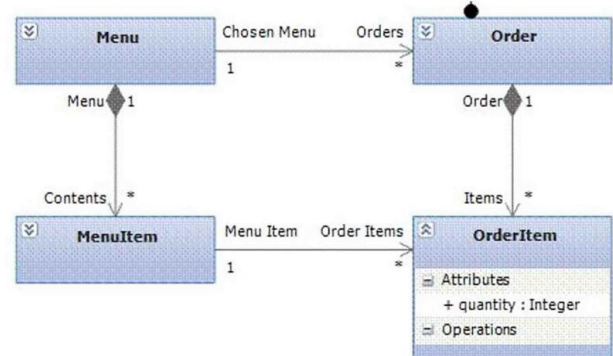 Menu
Chosen Menu Orders
Order
1 *
Menu 1
Order 1
Contents *
Items *
MenuItem
Menu Item Order Items
OrderItem
1 *
Attributes
+ quantity : Integer
Operations